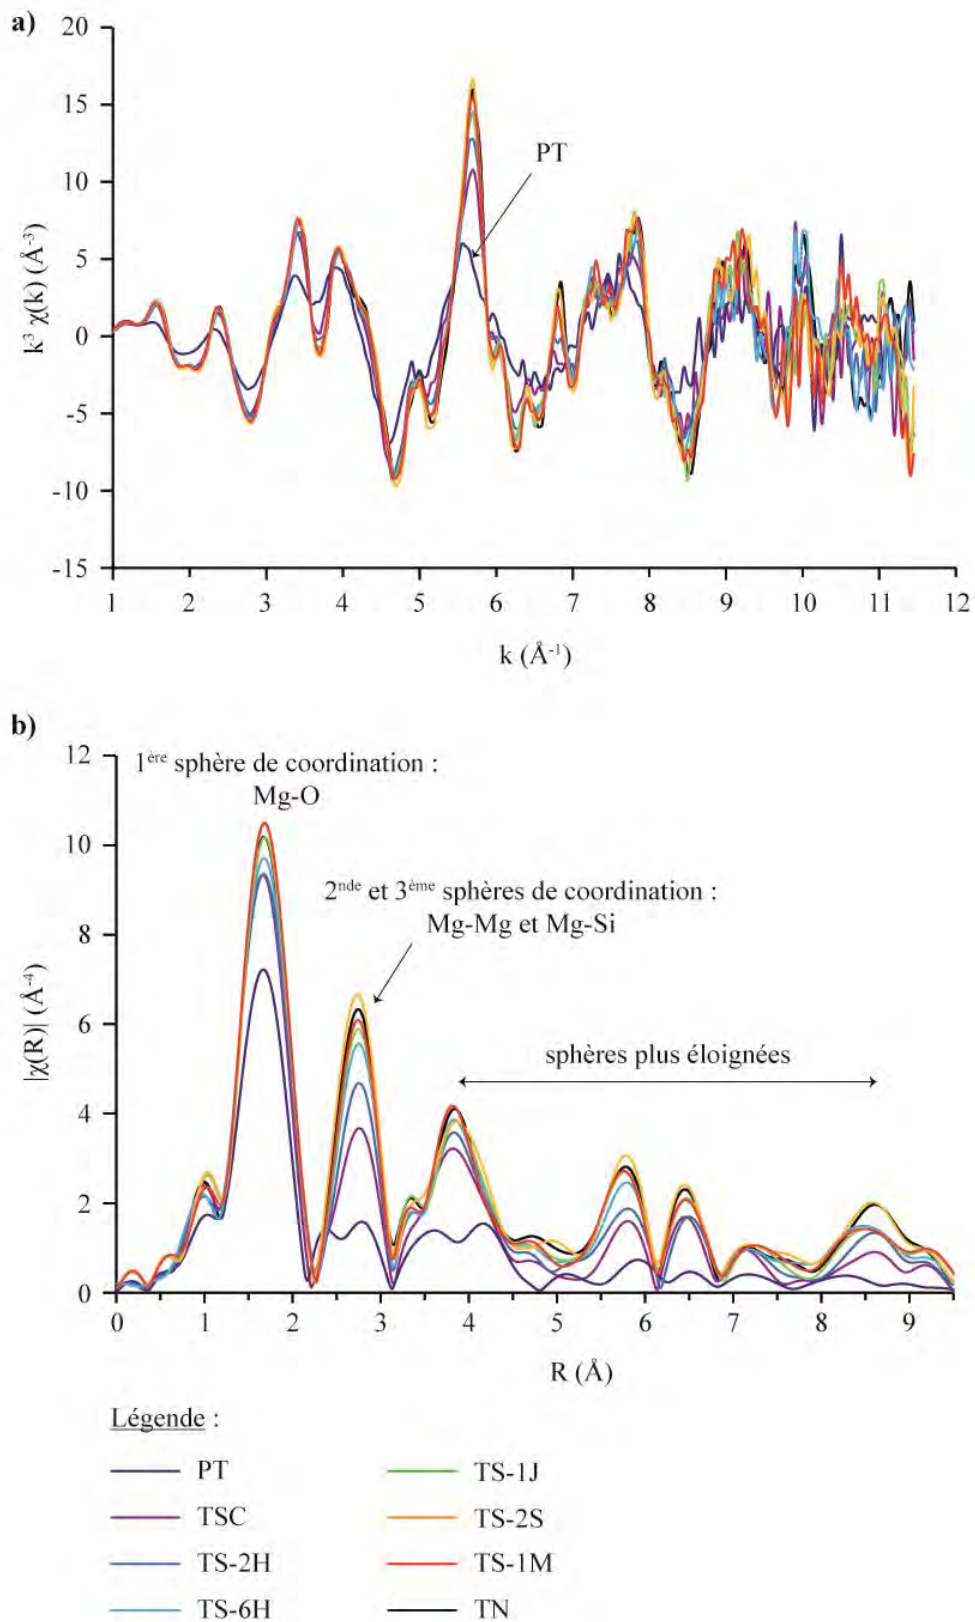 a)
20
15
10
5
0
-5
-10
-15
k³ χ(k) (Å⁻³)
PT
1 2 3 4 5 6 7 8 9 10 11 12
k (Å⁻¹)
b)
12
10
8
6
4
2
0
|χ(R)| (Å⁻⁴)
1ère sphère de coordination :
Mg-O
2nde et 3ème sphères de coordination :
Mg-Mg et Mg-Si
sphères plus éloignées
0 1 2 3 4 5 6 7 8 9
R (Å)
Légende :
PT TS-1J
TSC TS-2S
TS-2H TS-1M
TS-6H TN